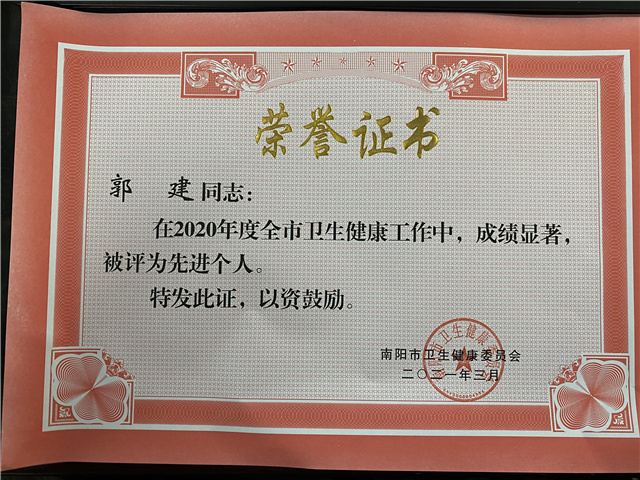 荣誉证书
郭 建同志：
在2020年度全市卫生健康工作中，成绩显著，
被评为先进个人。
特发此证，以资鼓励。
南阳市卫生健康委员会
二〇二一年三月